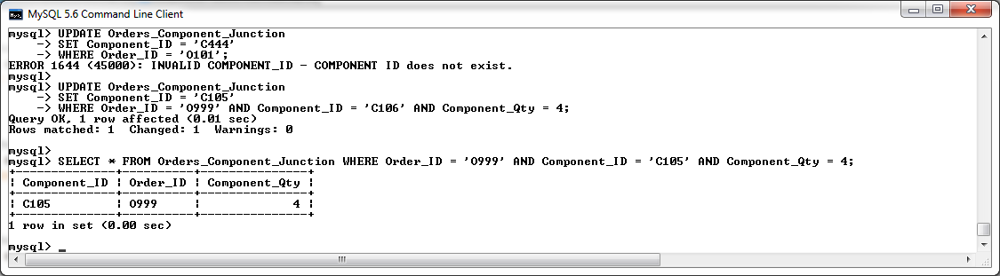 MySQL 5.6 Command Line Client
mysql> UPDATE Orders_Component_Junction
    -> SET Component_ID = 'C444'
    -> WHERE Order_ID = 'O101';
ERROR 1644 (45000): INVALID COMPONENT_ID - COMPONENT ID does not exist.
mysql>
mysql> UPDATE Orders_Component_Junction
    -> SET Component_ID = 'C105'
    -> WHERE Order_ID = 'O999' AND Component_ID = 'C106' AND Component_Qty = 4;
Query OK, 1 row affected (0.01 sec)
Rows matched: 1  Changed: 1  Warnings: 0
mysql>
mysql> SELECT * FROM Orders_Component_Junction WHERE Order_ID = 'O999' AND Component_ID = 'C105' AND Component_Qty = 4;
+--------------+----------+---------------+
| Component_ID | Order_ID | Component_Qty |
+--------------+----------+---------------+
| C105         | O999     |             4 |
+--------------+----------+---------------+
1 row in set (0.00 sec)
mysql> _